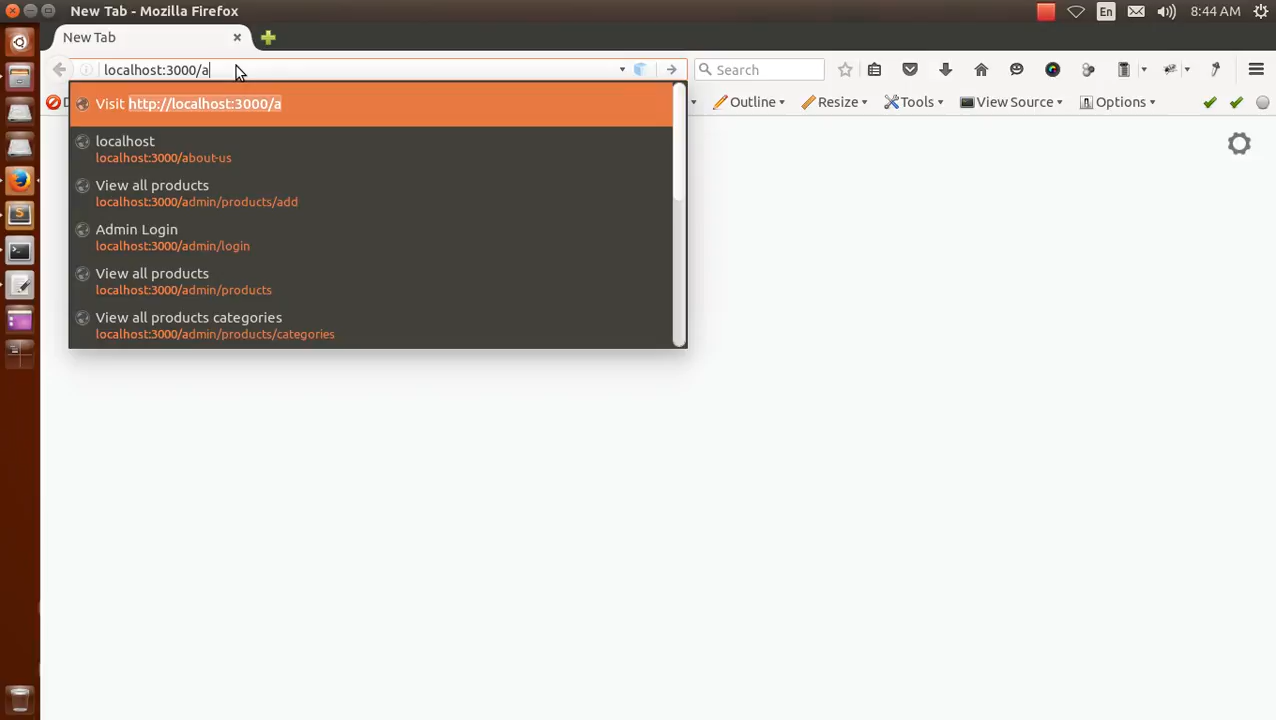 New Tab - Mozilla Firefox
En
8:44 AM
New Tab
localhost:3000/a
Search
Outline
Resize
Tools
View Source
Options
Visit http://localhost:3000/a
localhost
localhost:3000/about-us
View all products
localhost:3000/admin/products/add
Admin Login
localhost:3000/admin/login
View all products
localhost:3000/admin/products
View all products categories
localhost:3000/admin/products/categories